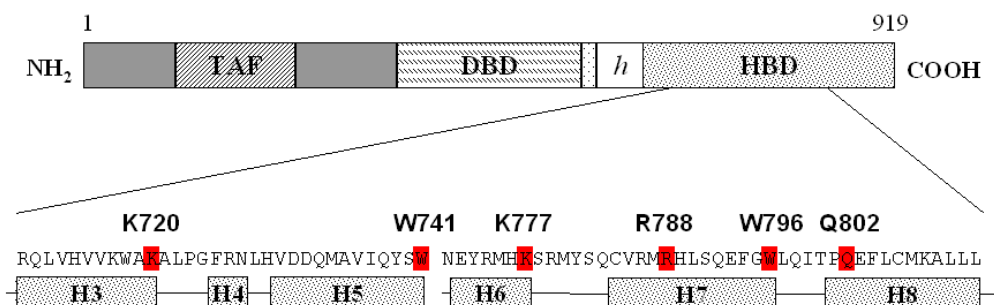 1 919
NH2 TAF DBD h HBD COOH
K720 W741 K777 R788 W796 Q802
RQLVHVVKWAKALPGFRNLHVDDQMAVIQYSW NEYRMHKSRMYSQCVRMRHLSQEFGWLQITPQEFLCMKALLL
H3 H4 H5 H6 H7 H8